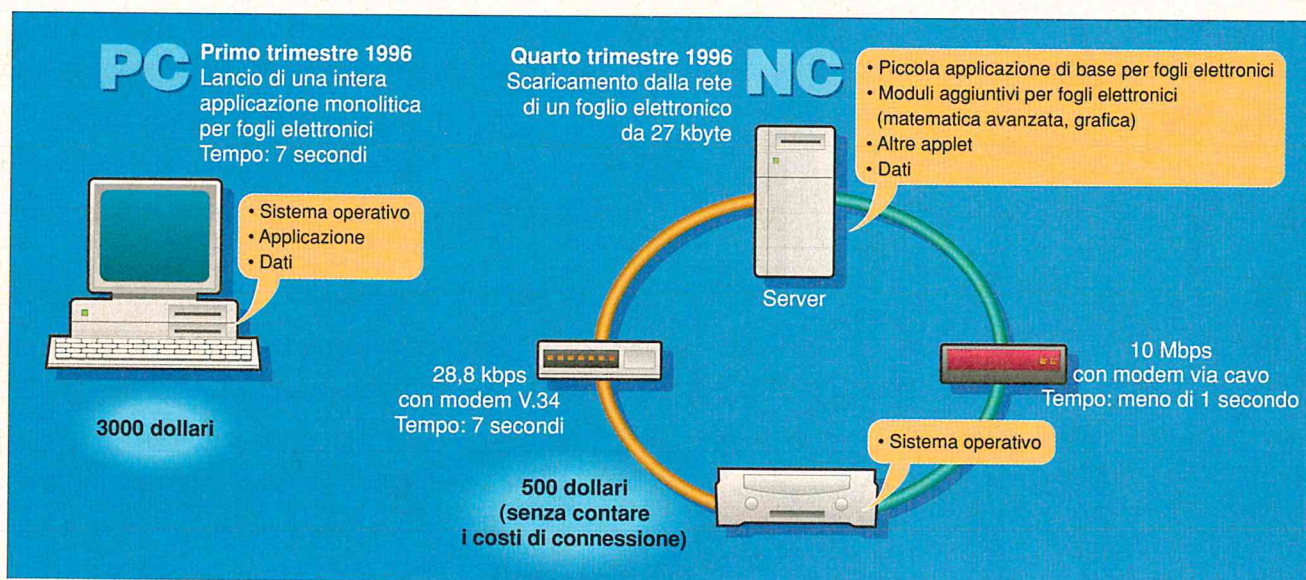 PC
Primo trimestre 1996
Lancio di una intera
applicazione monolitica
per fogli elettronici
Tempo: 7 secondi
• Sistema operativo
• Applicazione
• Dati
3000 dollari
Quarto trimestre 1996
Scaricamento dalla rete
di un foglio elettronico
da 27 kbyte
NC
• Piccola applicazione di base per fogli elettronici
• Moduli aggiuntivi per fogli elettronici
(matematica avanzata, grafica)
• Altre applet
• Dati
Server
28,8 kbps
con modem V.34
Tempo: 7 secondi
10 Mbps
con modem via cavo
Tempo: meno di 1 secondo
• Sistema operativo
500 dollari
(senza contare
i costi di connessione)